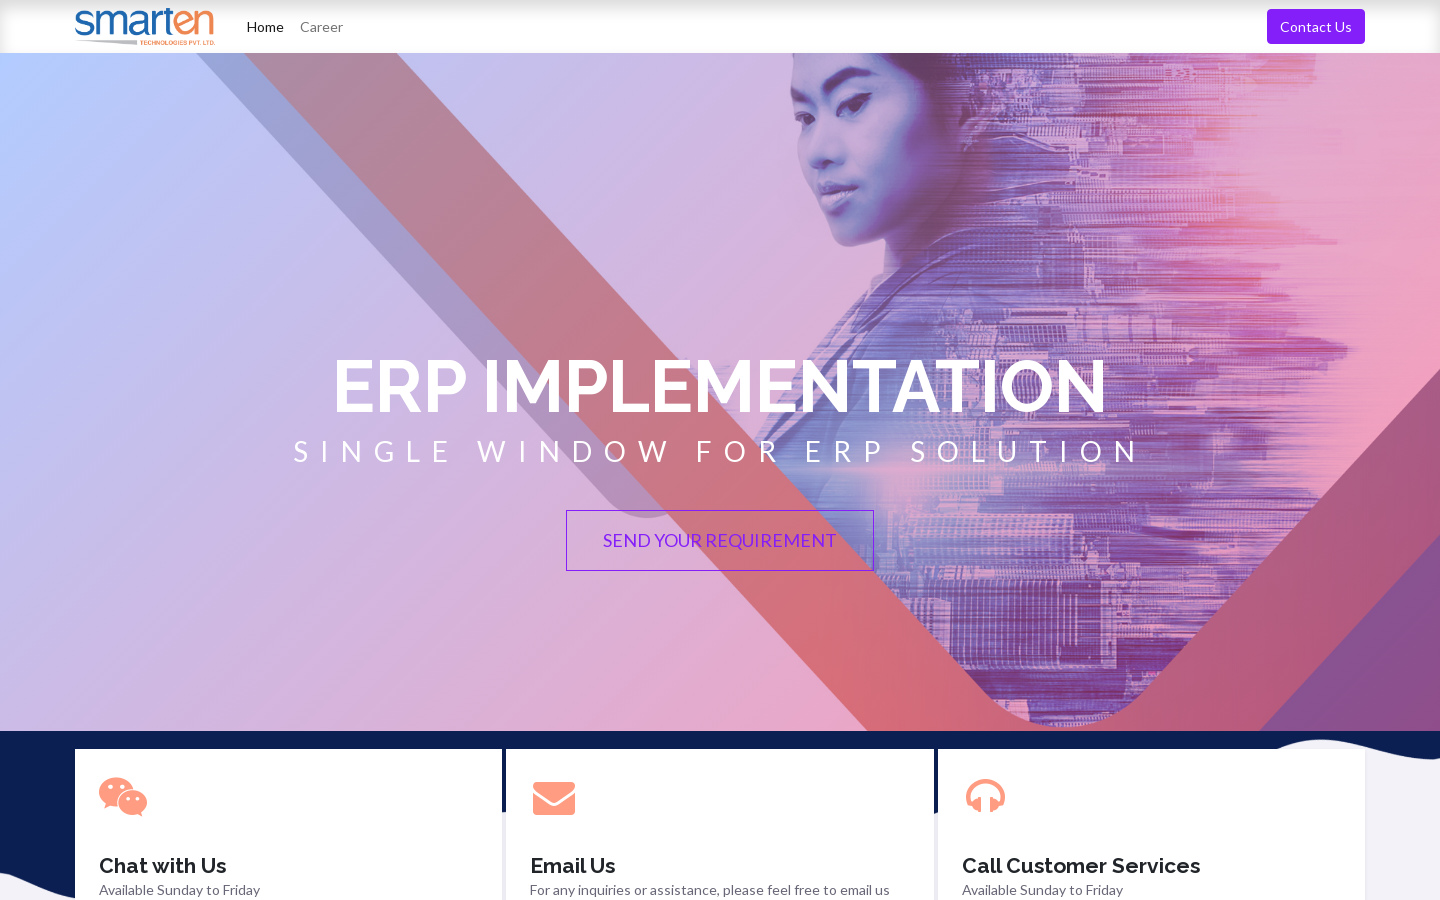 smarten
TECHNOLOGIES PVT. LTD.
Home
Career
Contact Us
ERP IMPLEMENTATION
SINGLE WINDOW FOR ERP SOLUTION
SEND YOUR REQUIREMENT
Chat with Us
Available Sunday to Friday
Email Us
For any inquiries or assistance, please feel free to email us
Call Customer Services
Available Sunday to Friday